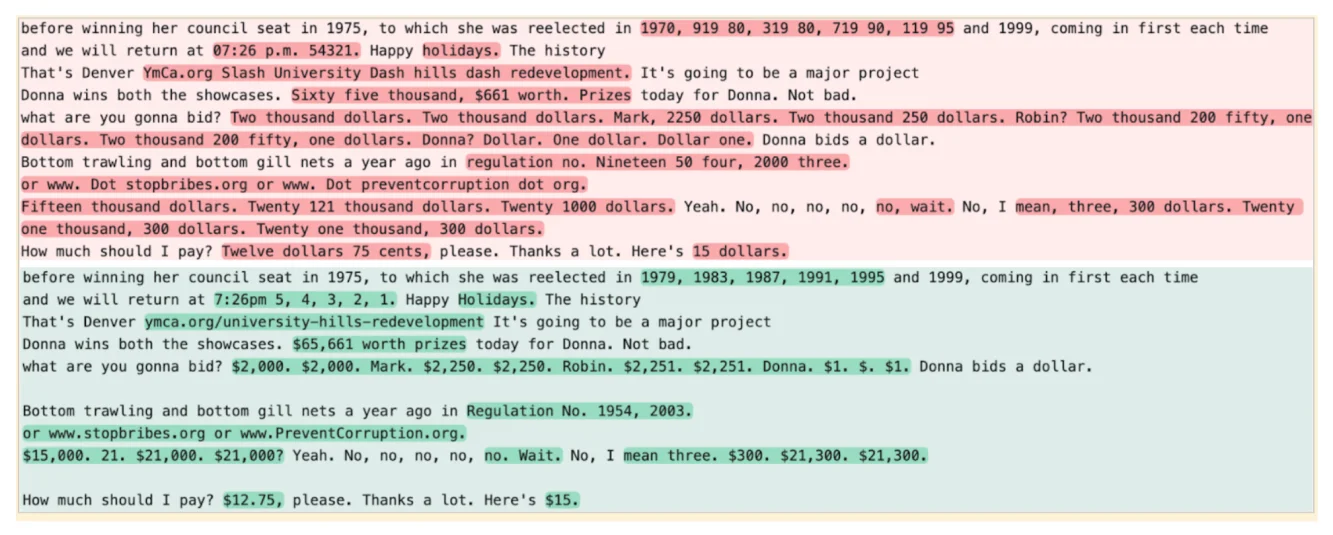 before winning her council seat in 1975, to which she was reelected in 1970, 919 80, 319 80, 719 90, 119 95 and 1999, coming in first each time
and we will return at 07:26 p.m. 54321. Happy holidays. The history
That's Denver YmCa.org Slash University Dash hills dash redevelopment. It's going to be a major project
Donna wins both the showcases. Sixty five thousand, $661 worth. Prizes today for Donna. Not bad.
what are you gonna bid? Two thousand dollars. Two thousand dollars. Mark, 2250 dollars. Two thousand 250 dollars. Robin? Two thousand 200 fifty, one
dollars. Two thousand 200 fifty, one dollars. Donna? Dollar. One dollar. Dollar one. Donna bids a dollar.
Bottom trawling and bottom gill nets a year ago in regulation no. Nineteen 50 four, 2000 three.
or www. Dot stopbribes.org or www. Dot preventcorruption dot org.
Fifteen thousand dollars. Twenty 121 thousand dollars. Twenty 1000 dollars. Yeah. No, no, no, no, no, wait. No, I mean, three, 300 dollars. Twenty
one thousand, 300 dollars. Twenty one thousand, 300 dollars.
How much should I pay? Twelve dollars 75 cents, please. Thanks a lot. Here's 15 dollars.
before winning her council seat in 1975, to which she was reelected in 1979, 1983, 1987, 1991, 1995 and 1999, coming in first each time
and we will return at 7:26pm 5, 4, 3, 2, 1. Happy Holidays. The history
That's Denver ymca.org/university-hills-redevelopment It's going to be a major project
Donna wins both the showcases. $65,661 worth prizes today for Donna. Not bad.
what are you gonna bid? $2,000. $2,000. Mark. $2,250. $2,250. Robin. $2,251. $2,251. Donna. $1. $. $1. Donna bids a dollar.
Bottom trawling and bottom gill nets a year ago in Regulation No. 1954, 2003.
or www.stopbribes.org or www.PreventCorruption.org.
$15,000. 21. $21,000. $21,000? Yeah. No, no, no, no, no. Wait. No, I mean three. $300. $21,300. $21,300.
How much should I pay? $12.75, please. Thanks a lot. Here's $15.